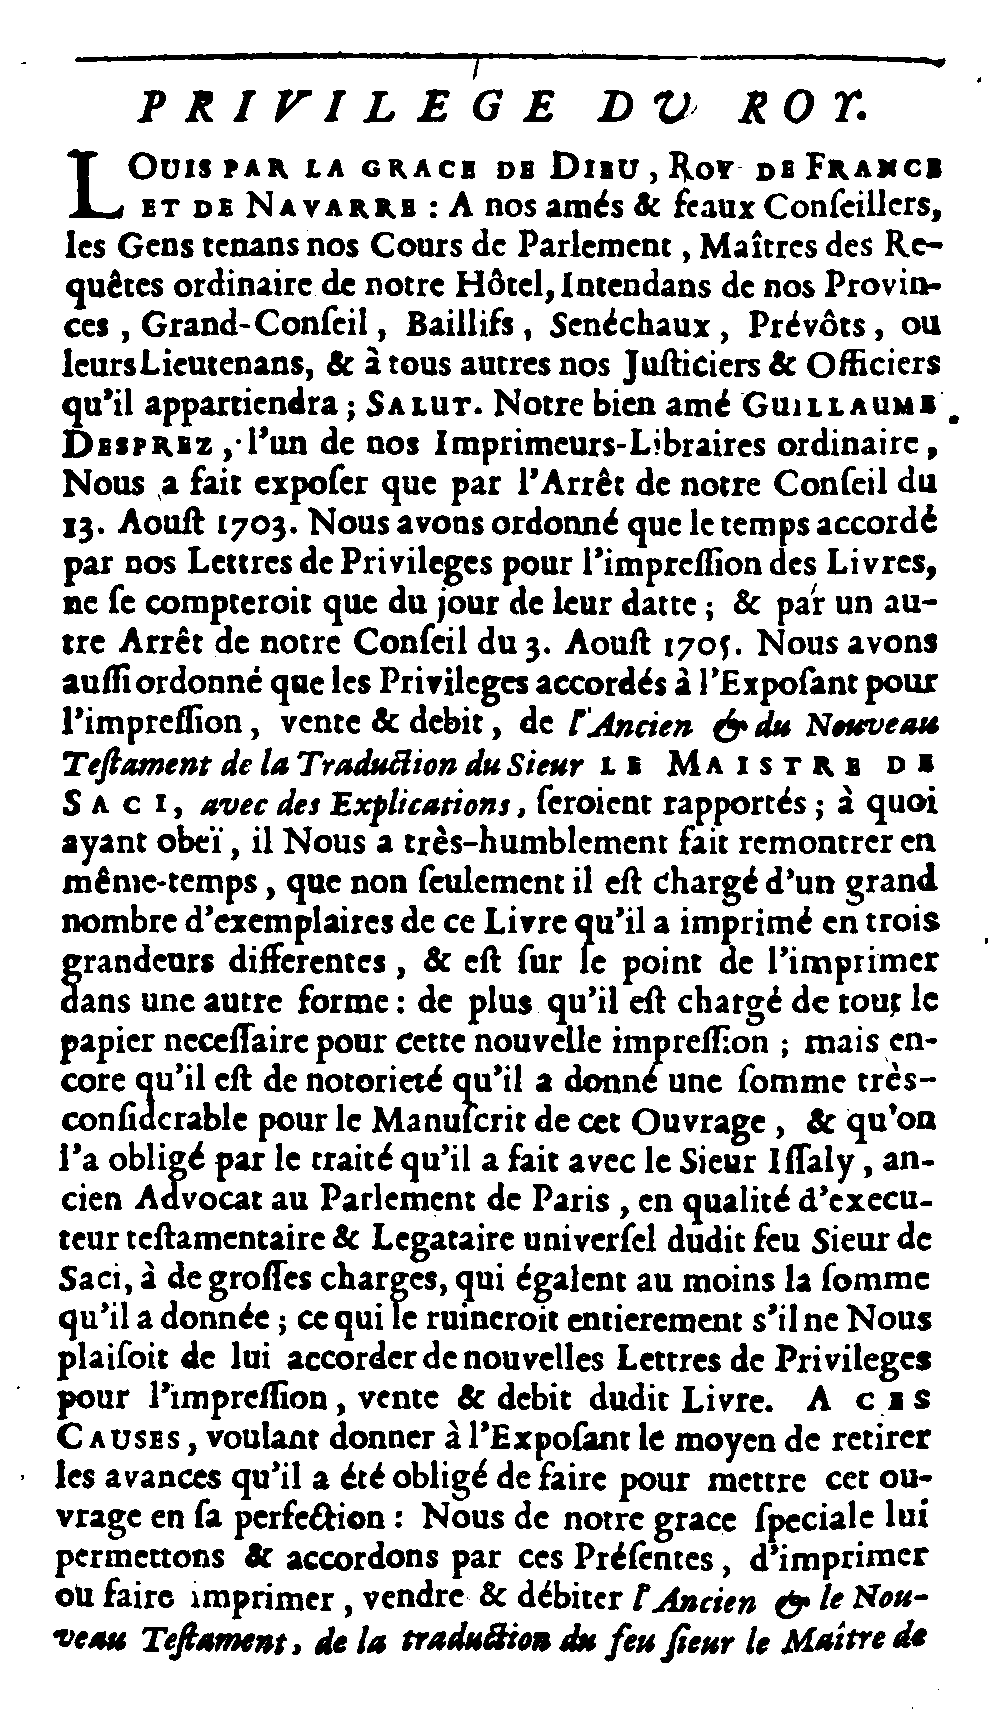 PRIVILEGE DU ROY.
LOUIS PAR LA GRACE DE DIEU, ROY DE FRANCE
ET DE NAVARRE : A nos amés & feaux Conſeillers,
les Gens tenans nos Cours de Parlement, Maîtres des Re-
quêtes ordinaire de notre Hôtel, Intendans de nos Provin-
ces, Grand-Conſeil, Baillifs, Senéchaux, Prévôts, ou
leurs Lieutenans, & à tous autres nos Juſticiers & Officiers
qu'il appartiendra ; SALUT. Notre bien amé GUILLAUME
DESPREZ, l'un de nos Imprimeurs-Libraires ordinaire,
Nous a fait expoſer que par l'Arrêt de notre Conſeil du
13. Aouſt 1703. Nous avons ordonné que le temps accordé
par nos Lettres de Privileges pour l'impreſſion des Livres,
ne ſe compteroit que du jour de leur datte ; & par un au-
tre Arrêt de notre Conſeil du 3. Aouſt 1705. Nous avons
auſſi ordonné que les Privileges accordés à l'Expoſant pour
l'impreſſion, vente & debit, de l'Ancien & du Nouveau
Teſtament de la Traduction du Sieur LE MAISTRE DE
SACI, avec des Explications, ſeroient rapportés ; à quoi
ayant obeï, il Nous a très-humblement fait remontrer en
même-temps, que non ſeulement il eſt chargé d'un grand
nombre d'exemplaires de ce Livre qu'il a imprimé en trois
grandeurs differentes, & eſt ſur le point de l'imprimer
dans une autre forme : de plus qu'il eſt chargé de tout le
papier neceſſaire pour cette nouvelle impreſſion ; mais en-
core qu'il eſt de notorieté qu'il a donné une ſomme très-
conſiderable pour le Manuſcrit de cet Ouvrage, & qu'on
l'a obligé par le traité qu'il a fait avec le Sieur Iſſaly, an-
cien Advocat au Parlement de Paris, en qualité d'execu-
teur teſtamentaire & Legataire univerſel dudit feu Sieur de
Saci, à de groſſes charges, qui égalent au moins la ſomme
qu'il a donnée ; ce qui le ruineroit entierement s'il ne Nous
plaiſoit de lui accorder de nouvelles Lettres de Privileges
pour l'impreſſion, vente & debit dudit Livre. A CES
CAUSES, voulant donner à l'Expoſant le moyen de retirer
les avances qu'il a été obligé de faire pour mettre cet ou-
vrage en ſa perfection : Nous de notre grace ſpeciale lui
permettons & accordons par ces Préſentes, d'imprimer
ou faire imprimer, vendre & débiter l'Ancien & le Nou-
veau Teſtament, de la traduction du feu ſieur le Maître de